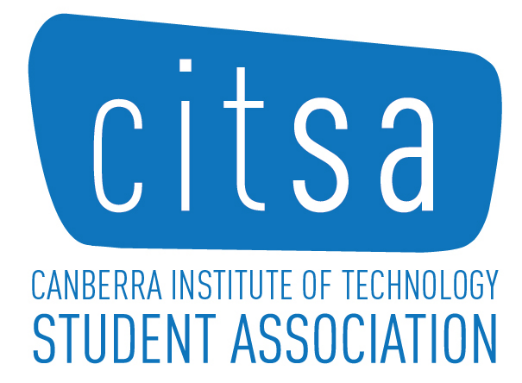 citsa
CANBERRA INSTITUTE OF TECHNOLOGY
STUDENT ASSOCIATION